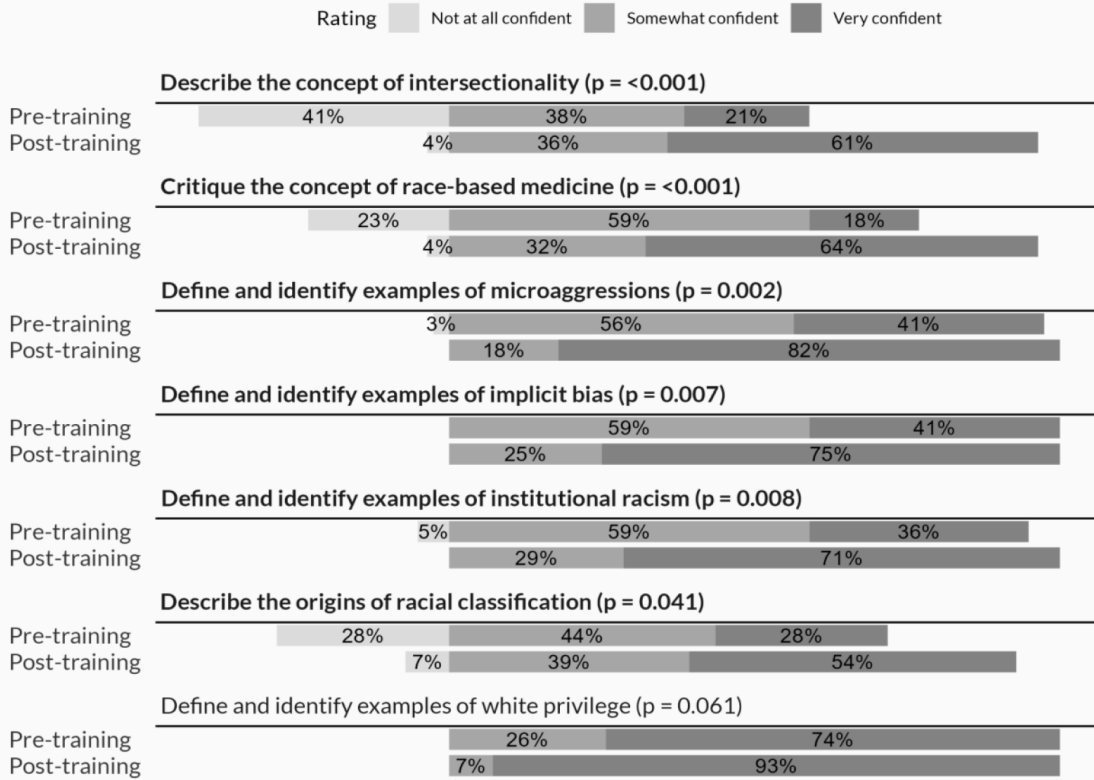 Rating Not at all confident Somewhat confident Very confident
Describe the concept of intersectionality (p = <0.001)
Pre-training 41% 38% 21%
Post-training 4% 36% 61%
Critique the concept of race-based medicine (p = <0.001)
Pre-training 23% 59% 18%
Post-training 4% 32% 64%
Define and identify examples of microaggressions (p = 0.002)
Pre-training 3% 56% 41%
Post-training 18% 82%
Define and identify examples of implicit bias (p = 0.007)
Pre-training 59% 41%
Post-training 25% 75%
Define and identify examples of institutional racism (p = 0.008)
Pre-training 5% 59% 36%
Post-training 29% 71%
Describe the origins of racial classification (p = 0.041)
Pre-training 28% 44% 28%
Post-training 7% 39% 54%
Define and identify examples of white privilege (p = 0.061)
Pre-training 26% 74%
Post-training 7% 93%